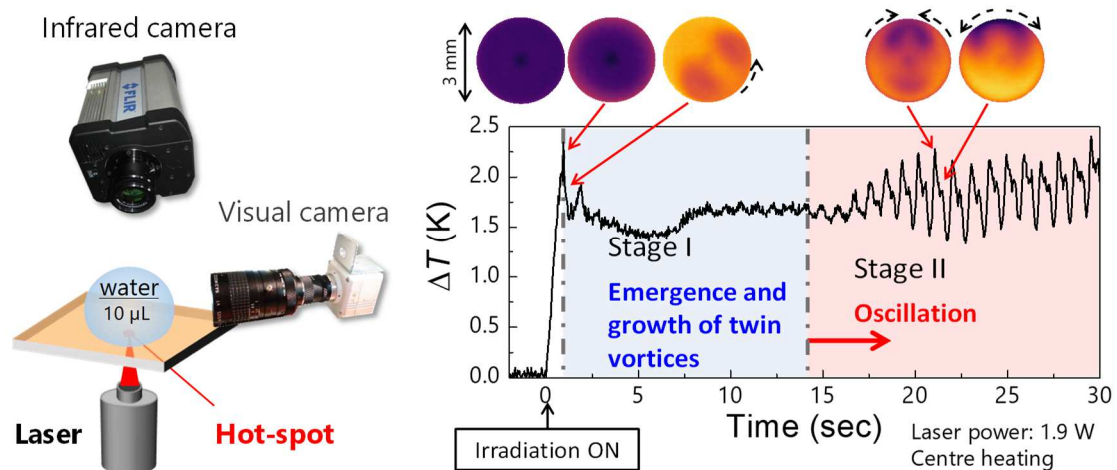 Infrared camera
FLIR
Visual camera
water
10 µL
Laser
Hot-spot
3 mm
2.5
2.0
1.5
1.0
0.5
0.0
ΔT (K)
Stage I
Emergence and
growth of twin
vortices
Stage II
Oscillation
0 5 10 15 20 25 30
Time (sec)
Irradiation ON
Laser power: 1.9 W
Centre heating